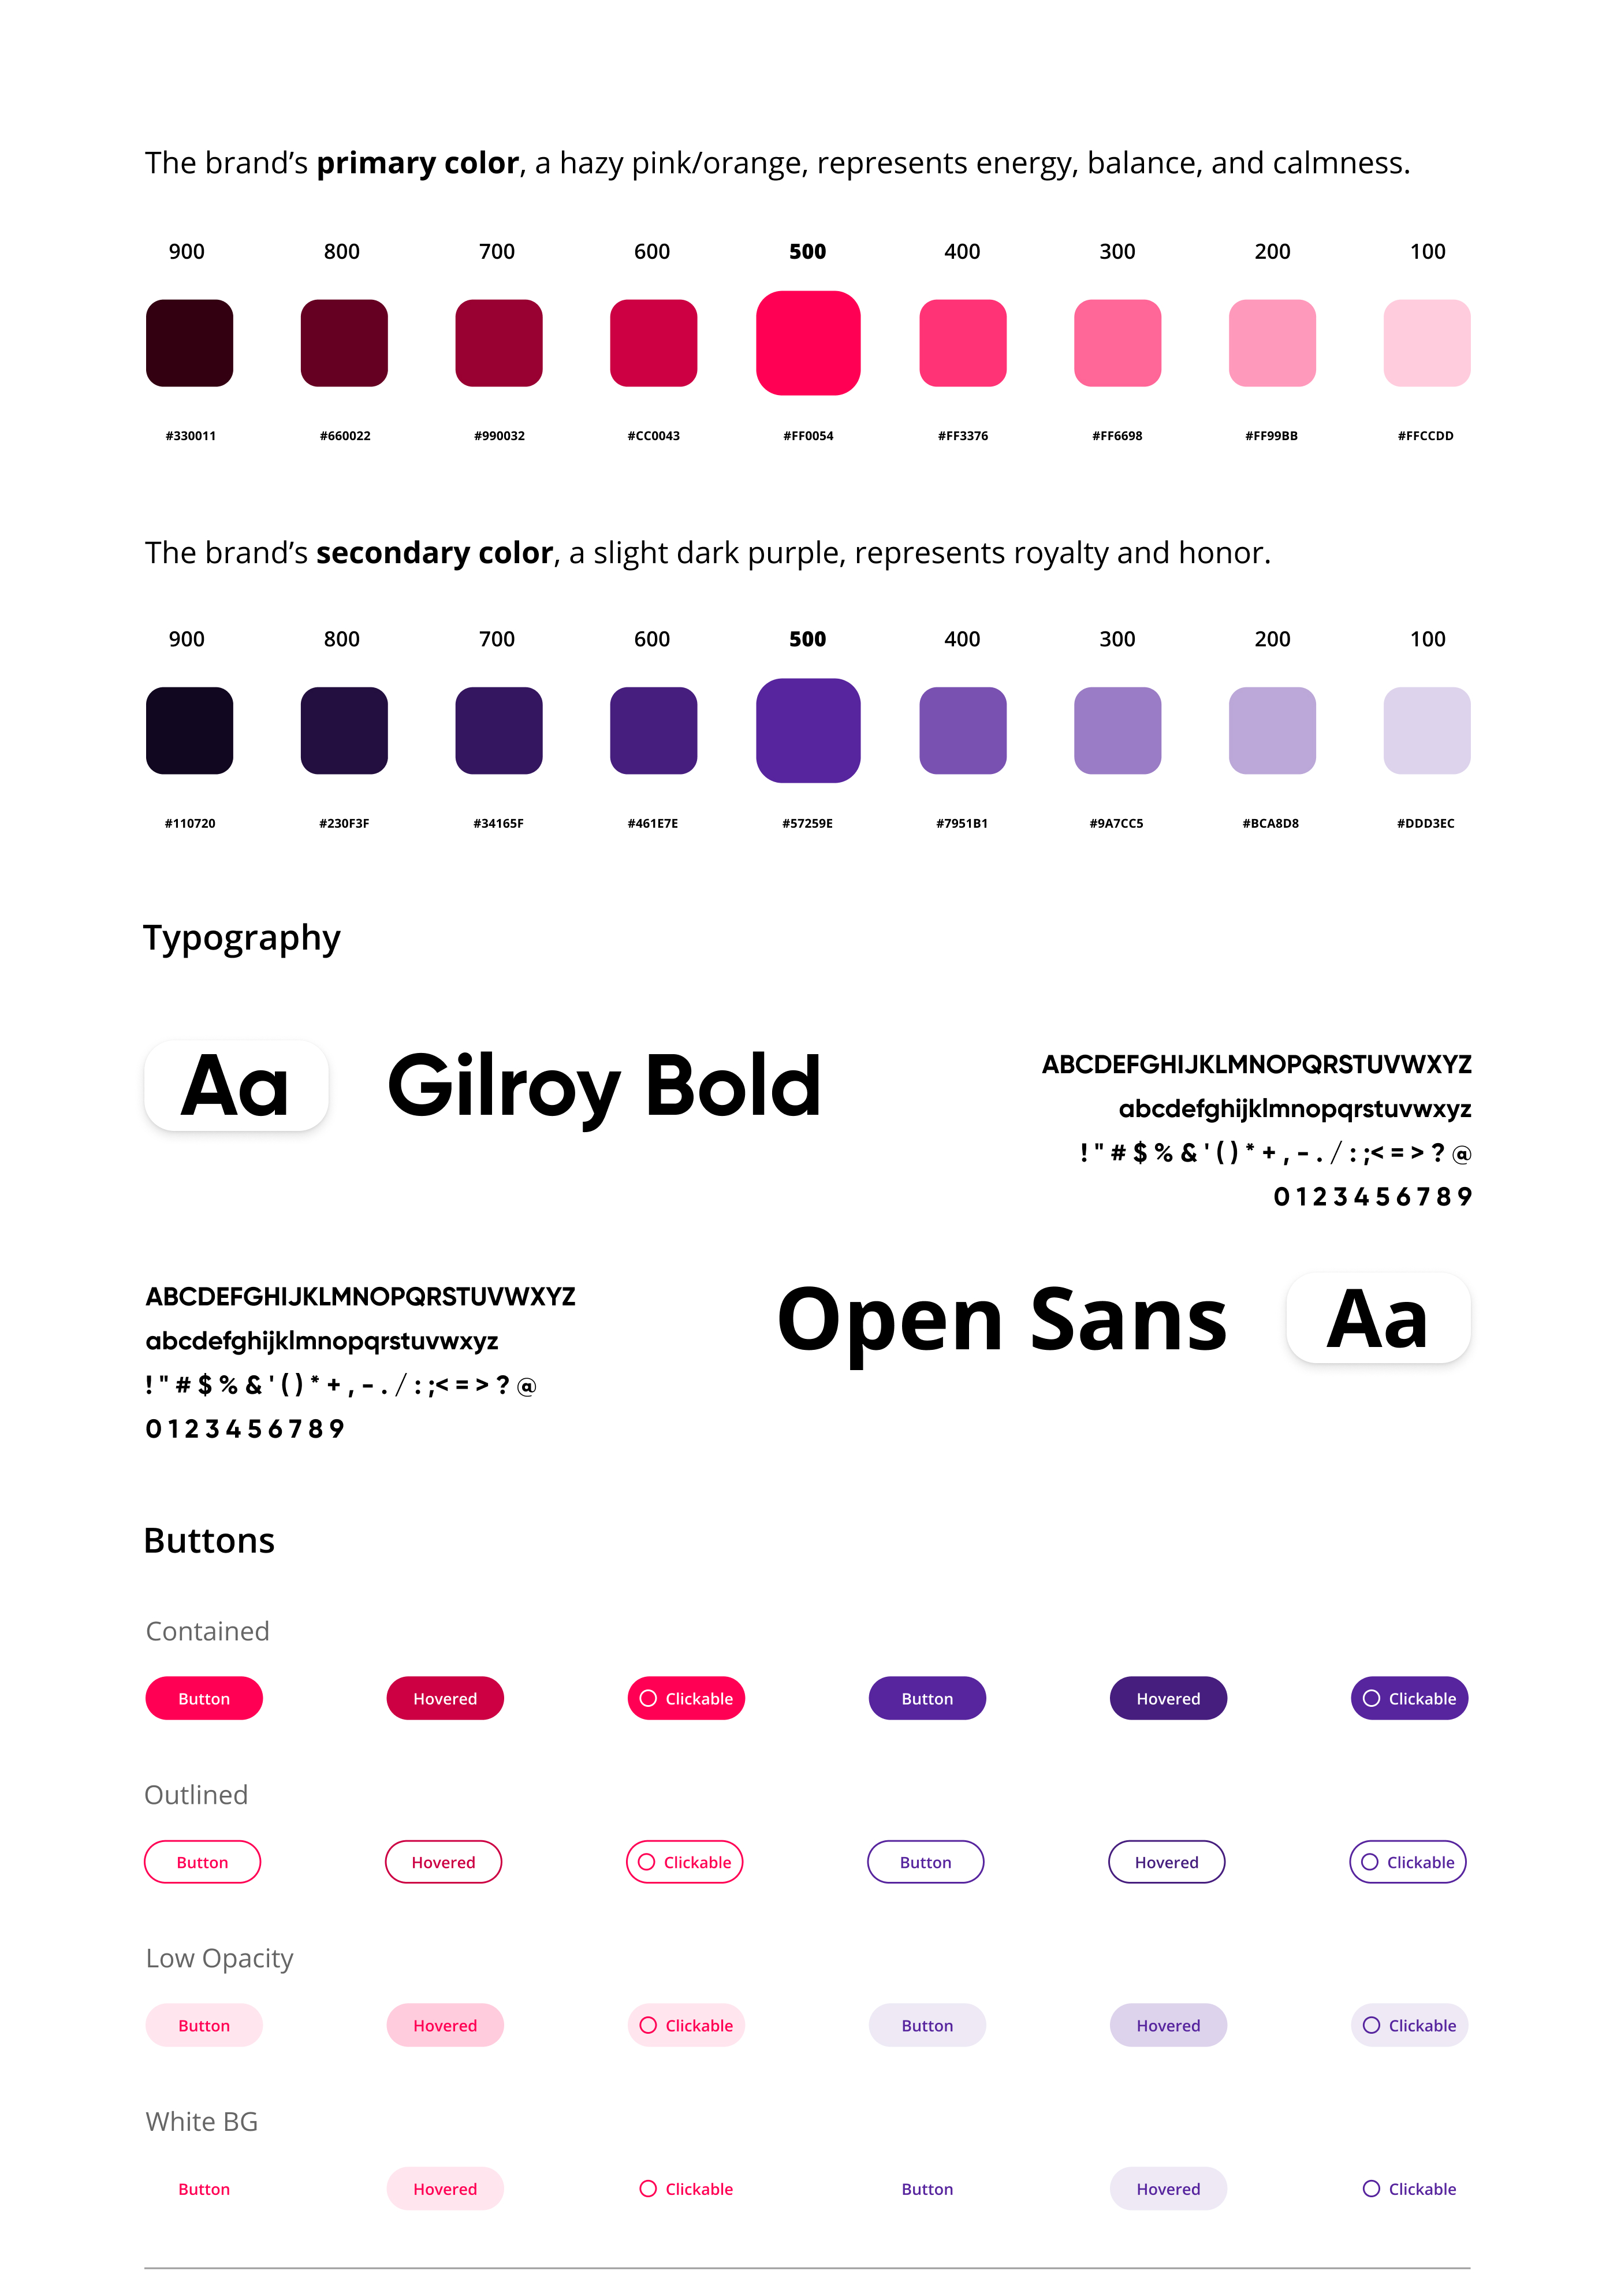 The brand’s primary color, a hazy pink/orange, represents energy, balance, and calmness.
900 800 700 600 500 400 300 200 100
#330011 #660022 #990032 #CC0043 #FF0054 #FF3376 #FF6698 #FF99BB #FFCCDD
The brand’s secondary color, a slight dark purple, represents royalty and honor.
900 800 700 600 500 400 300 200 100
#110720 #230F3F #34165F #461E7E #57259E #7951B1 #9A7CC5 #BCA8D8 #DDD3EC
Typography
Aa Gilroy Bold
ABCDEFGHIJKLMNOPQRSTUVWXYZ
abcdefghijklmnopqrstuvwxyz
! " # $ % & ' ( ) * + , - . / : ;< = > ? @
0 1 2 3 4 5 6 7 8 9
ABCDEFGHIJKLMNOPQRSTUVWXYZ
abcdefghijklmnopqrstuvwxyz
! " # $ % & ' ( ) * + , - . / : ;< = > ? @
0 1 2 3 4 5 6 7 8 9
Open Sans Aa
Buttons
Contained
Button Hovered Clickable Button Hovered Clickable
Outlined
Button Hovered Clickable Button Hovered Clickable
Low Opacity
Button Hovered Clickable Button Hovered Clickable
White BG
Button Hovered Clickable Button Hovered Clickable